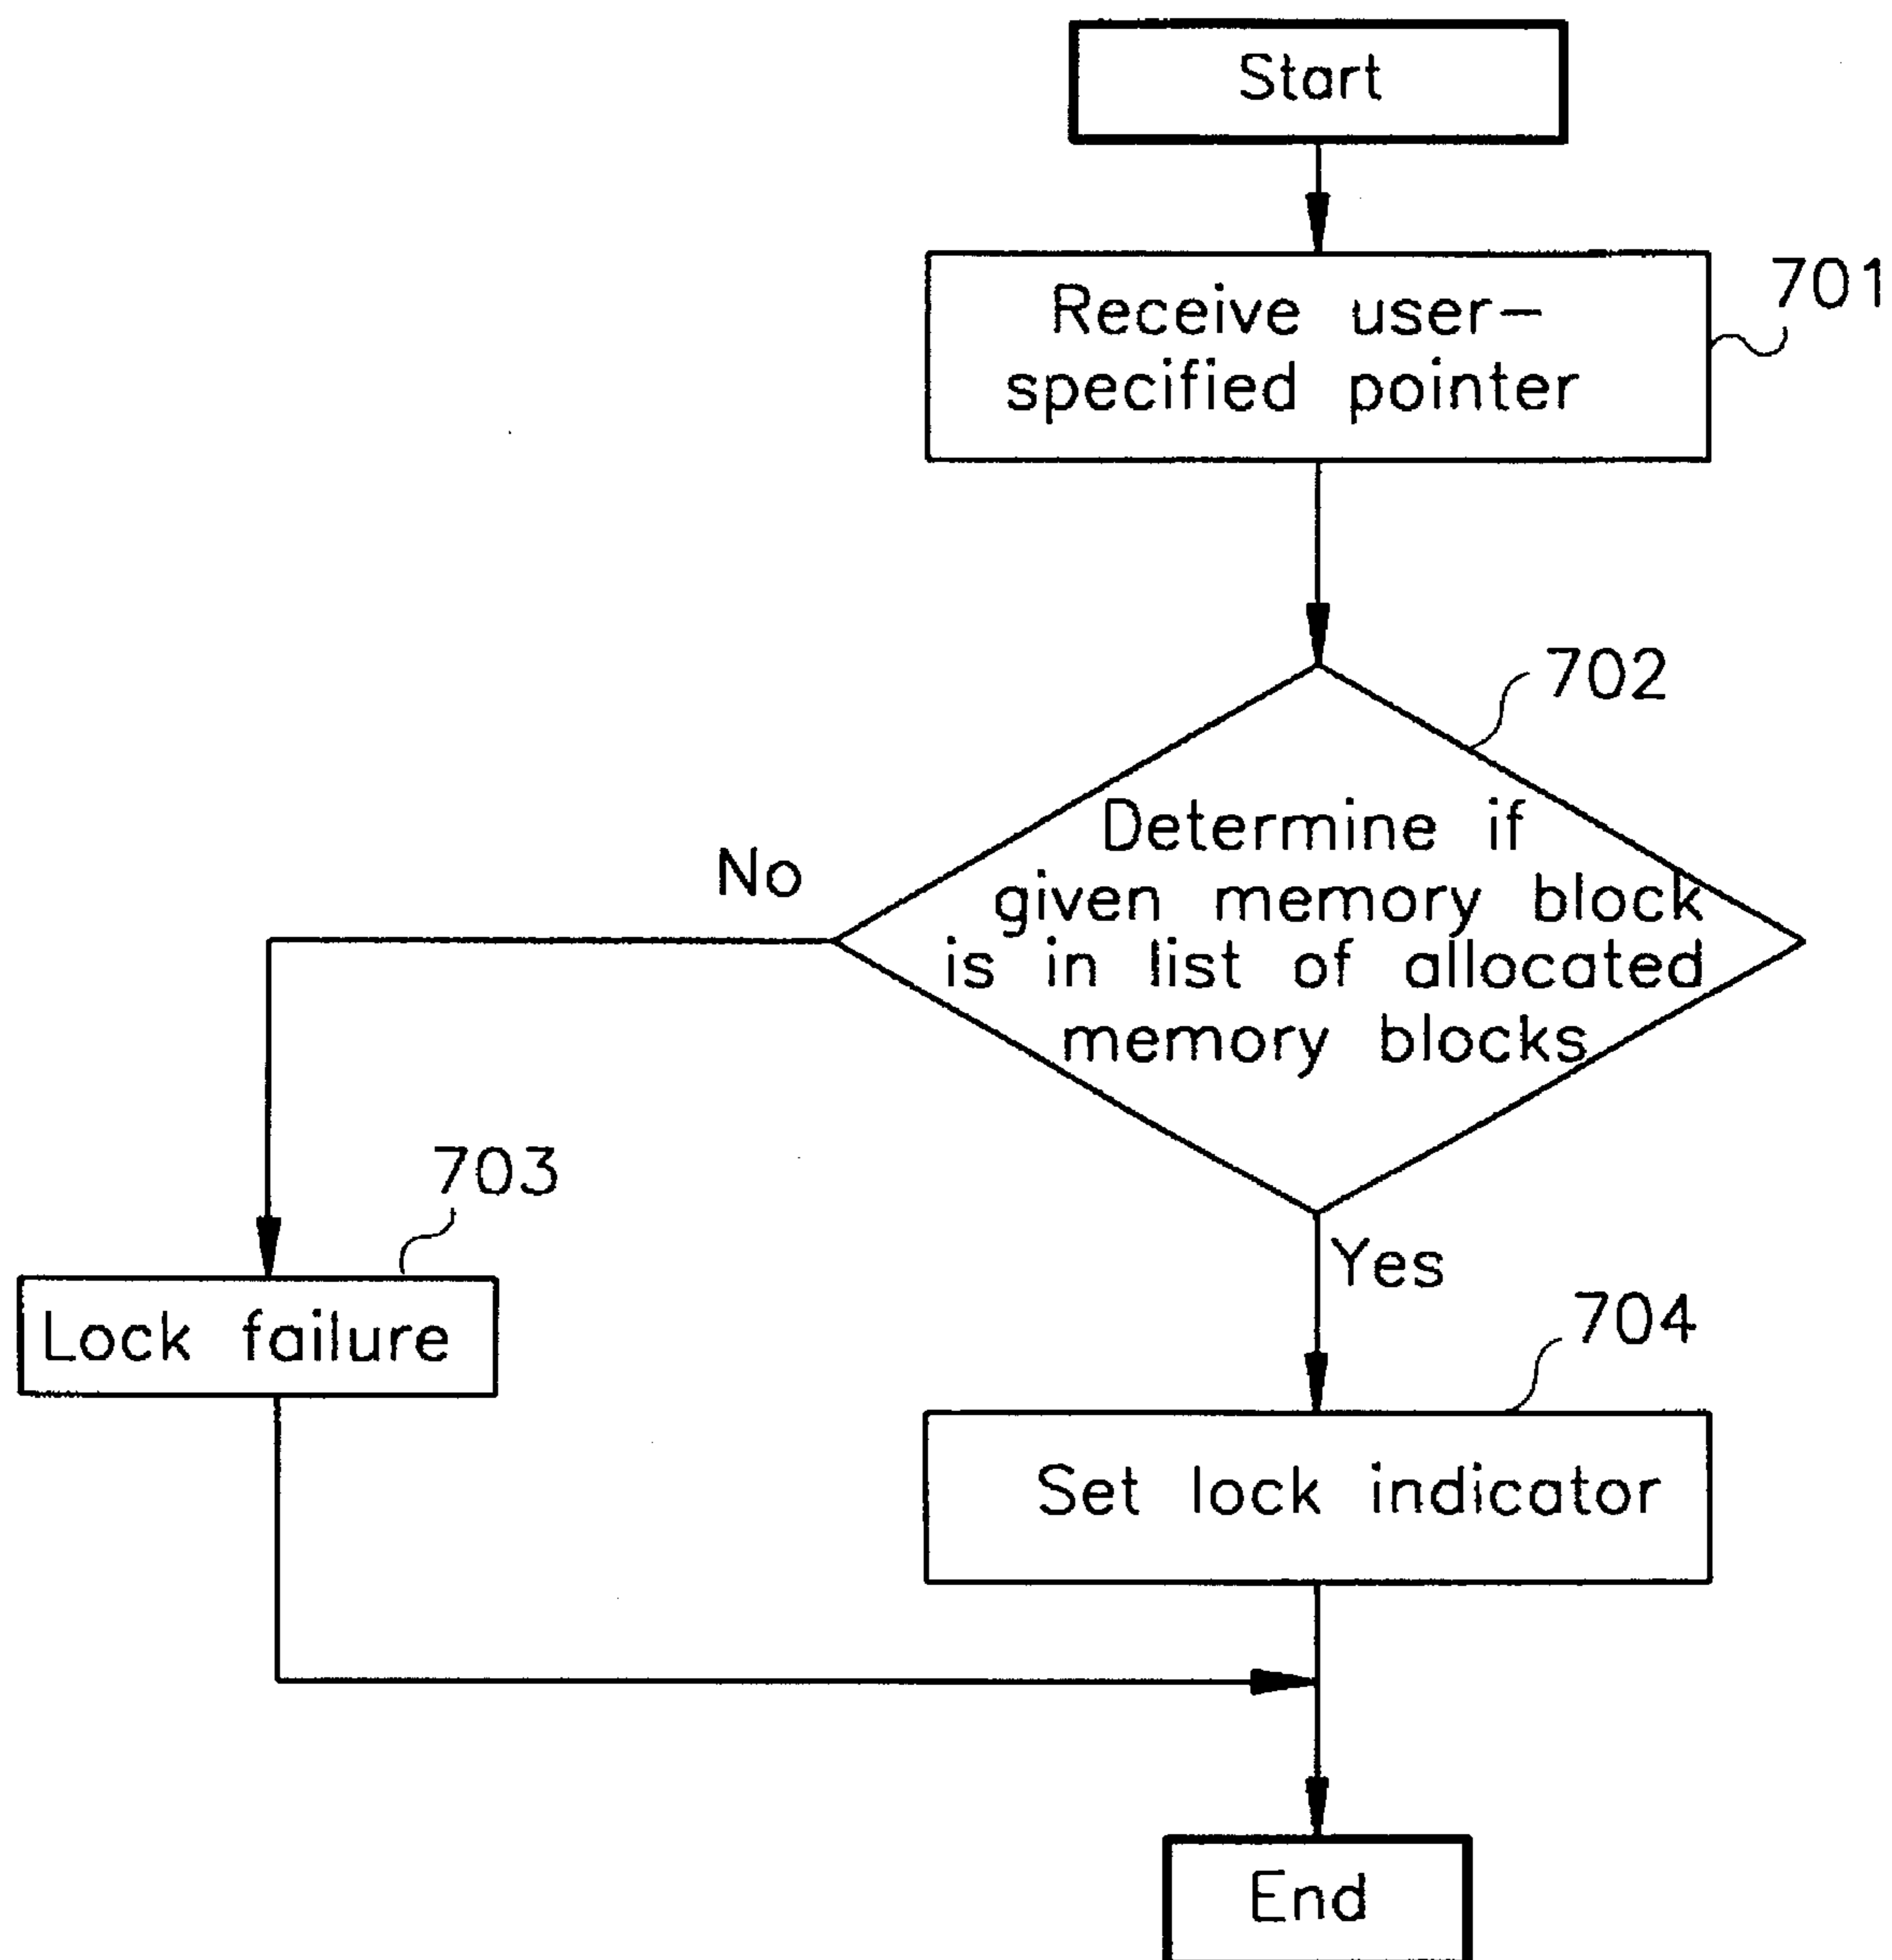 Start
Receive user-
specified pointer
701
702
Determine if
given memory block
is in list of allocated
memory blocks
No
Yes
703
Lock failure
704
Set lock indicator
End